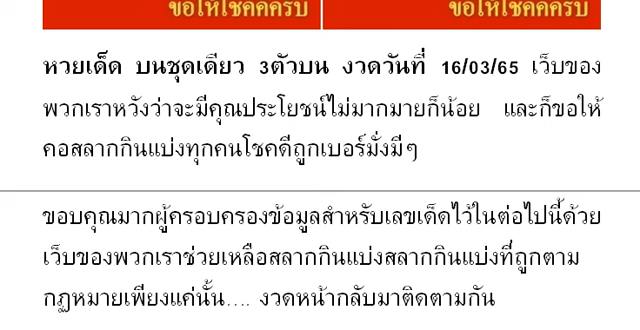 ขอให้โชคดีครับ ขอให้โชคดีครับ
หวยเด็ด บนชุดเดียว 3ตัวบน งวดวันที่ 16/03/65 เว็บของ
พวกเราหวังว่าจะมีคุณประโยชน์ไม่มากมายก็น้อย และก็ขอให้
คอสลากกินแบ่งทุกคนโชคดีถูกเบอร์มั่งมีๆ
ขอบคุณมากผู้ครอบครองข้อมูลสำหรับเลขเด็ดไว้ในต่อไปนี้ด้วย
เว็บของพวกเราช่วยเหลือสลากกินแบ่งสลากกินแบ่งที่ถูกตาม
กฏหมายเพียงแค่นั้น.... งวดหน้ากลับมาติดตามกัน